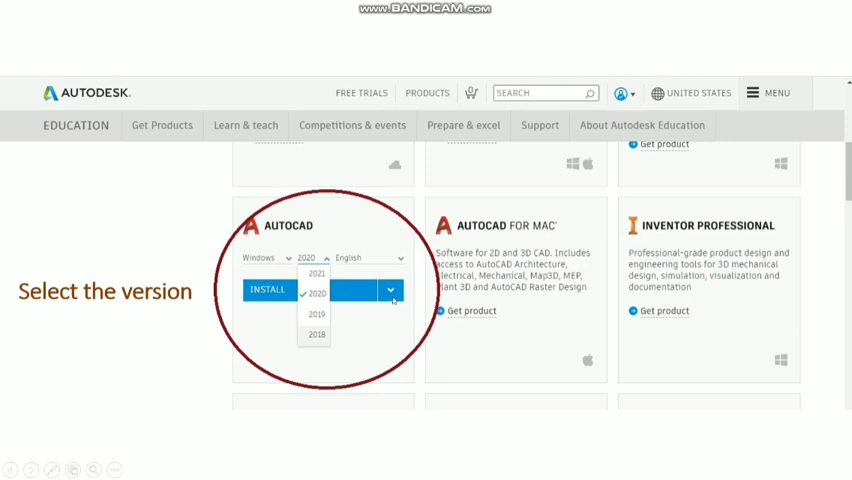 WWW.BANDICAM.COM
AUTODESK.
FREE TRIALS
PRODUCTS
0
SEARCH
UNITED STATES
MENU
EDUCATION
Get Products
Learn & teach
Competitions & events
Prepare & excel
Support
About Autodesk Education
Get product
AUTOCAD
Windows
2020
English
2021
2020
2019
2018
INSTALL
Select the version
AUTOCAD FOR MAC®
Software for 2D and 3D CAD. Includes
access to AutoCAD Architecture,
Electrical, Mechanical, Map3D, MEP,
Plant 3D and AutoCAD Raster Design
Get product
INVENTOR PROFESSIONAL
Professional-grade product design and
engineering tools for 3D mechanical
design, simulation, visualization and
documentation
Get product